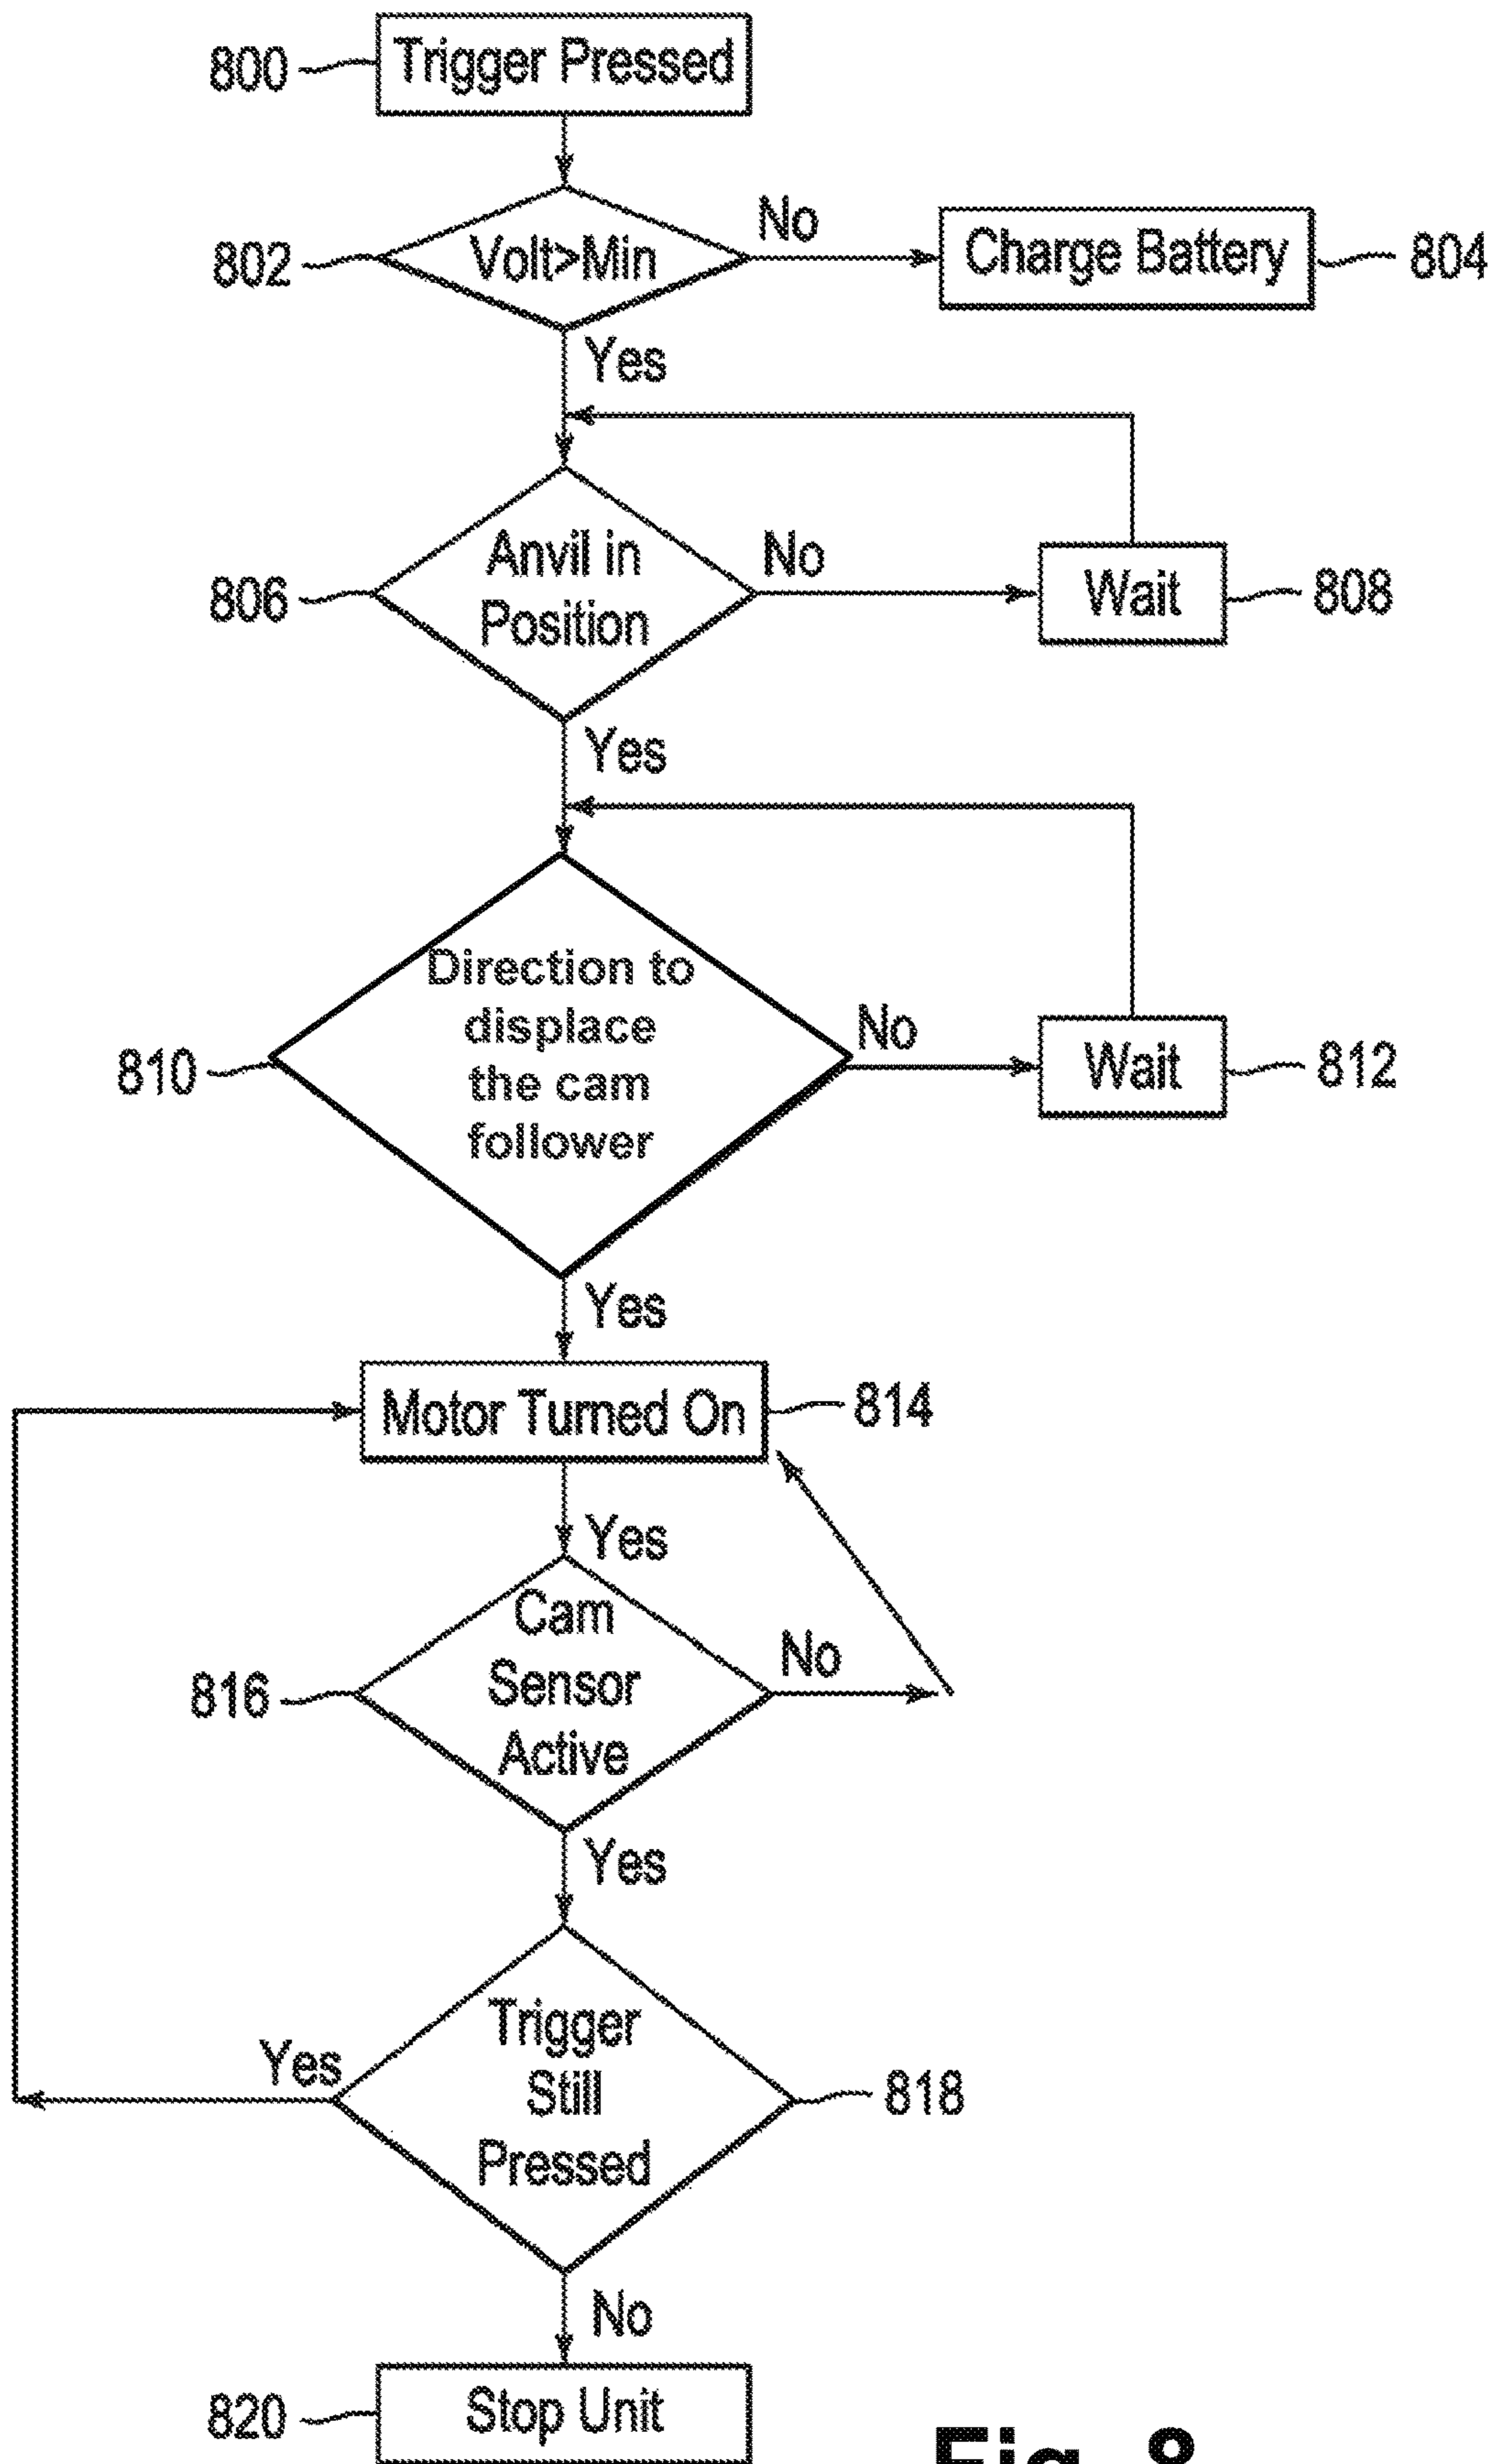 800
Trigger Pressed
802
Volt>Min
No
Charge Battery
804
Yes
806
Anvil in
Position
No
Wait
808
Yes
810
Direction to
displace
the cam
follower
No
Wait
812
Yes
Motor Turned On
814
Yes
816
Cam
Sensor
Active
No
Yes
Yes
Trigger
Still
Pressed
818
No
820
Stop Unit
Fig. 8